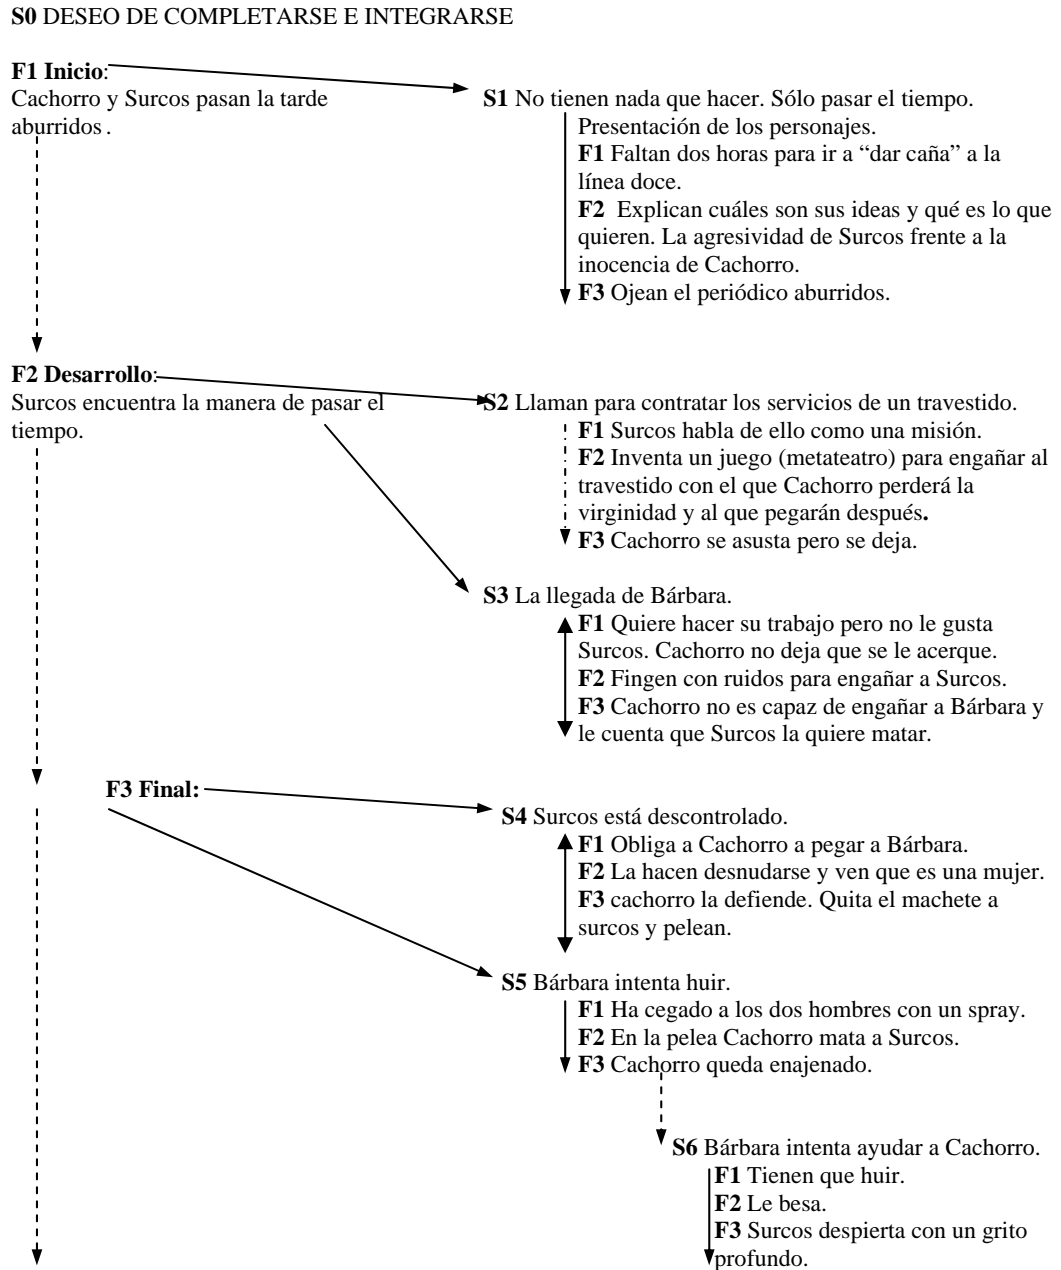 S0 DESEO DE COMPLETARSE E INTEGRARSE
F1 Inicio:
Cachorro y Surcos pasan la tarde
aburridos.
S1 No tienen nada que hacer. Sólo pasar el tiempo.
Presentación de los personajes.
F1 Faltan dos horas para ir a “dar caña” a la
línea doce.
F2 Explican cuáles son sus ideas y qué es lo que
quieren. La agresividad de Surcos frente a la
inocencia de Cachorro.
F3 Ojean el periódico aburridos.
F2 Desarrollo:
Surcos encuentra la manera de pasar el
tiempo.
S2 Llaman para contratar los servicios de un travestido.
F1 Surcos habla de ello como una misión.
F2 Inventa un juego (metateatro) para engañar al
travestido con el que Cachorro perderá la
virginidad y al que pegarán después.
F3 Cachorro se asusta pero se deja.
S3 La llegada de Bárbara.
F1 Quiere hacer su trabajo pero no le gusta
Surcos. Cachorro no deja que se le acerque.
F2 Fingen con ruidos para engañar a Surcos.
F3 Cachorro no es capaz de engañar a Bárbara y
le cuenta que Surcos la quiere matar.
F3 Final:
S4 Surcos está descontrolado.
F1 Obliga a Cachorro a pegar a Bárbara.
F2 La hacen desnudarse y ven que es una mujer.
F3 cachorro la defiende. Quita el machete a
surcos y pelean.
S5 Bárbara intenta huir.
F1 Ha cegado a los dos hombres con un spray.
F2 En la pelea Cachorro mata a Surcos.
F3 Cachorro queda enajenado.
S6 Bárbara intenta ayudar a Cachorro.
F1 Tienen que huir.
F2 Le besa.
F3 Surcos despierta con un grito
profundo.